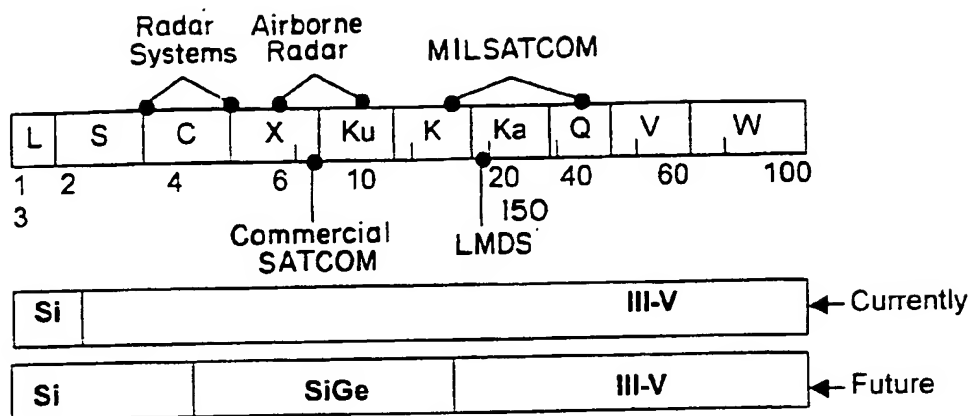 Radar Systems
Airborne Radar
MILSATCOM
L S C X Ku K Ka Q V W
1 2 4 6 10 20 40 60 100
3 150
Commercial SATCOM
LMDS
Si III-V Currently
Si SiGe III-V Future